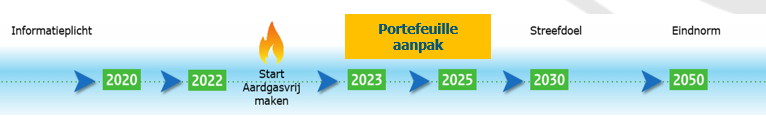 Informatieplicht
Portefeuille
aanpak
Streefdoel
Eindnorm
2020
2022
Start
Aardgasvrij
maken
2023
2025
2030
2050